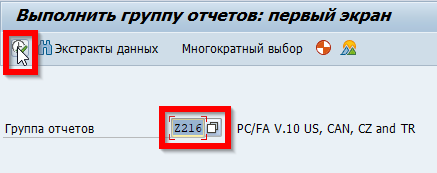 Выполнить группу отчетов: первый экран
Экстракты данных Многократный выбор
Группа отчетов Z216 PC/FA V.10 US, CAN, CZ and TR